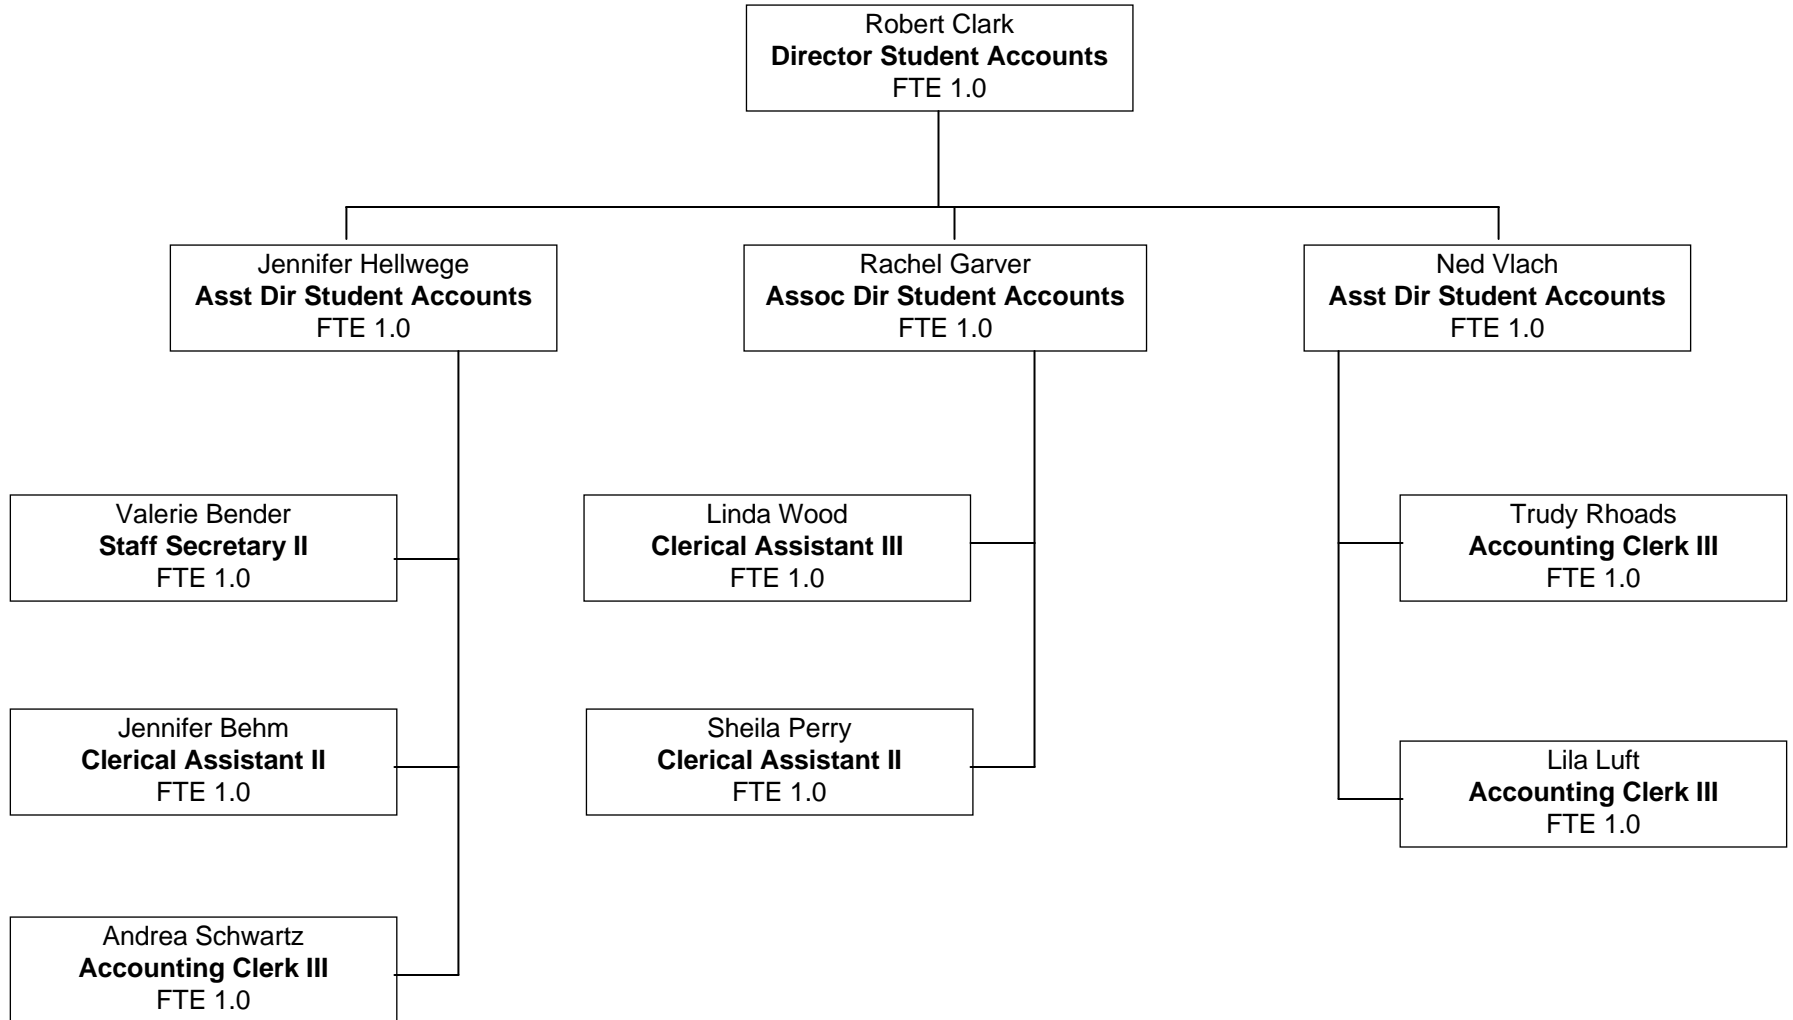 Robert Clark
Director Student Accounts
FTE 1.0
Jennifer Hellwege
Asst Dir Student Accounts
FTE 1.0
Rachel Garver
Assoc Dir Student Accounts
FTE 1.0
Ned Vlach
Asst Dir Student Accounts
FTE 1.0
Valerie Bender
Staff Secretary II
FTE 1.0
Linda Wood
Clerical Assistant III
FTE 1.0
Trudy Rhoads
Accounting Clerk III
FTE 1.0
Jennifer Behm
Clerical Assistant II
FTE 1.0
Sheila Perry
Clerical Assistant II
FTE 1.0
Lila Luft
Accounting Clerk III
FTE 1.0
Andrea Schwartz
Accounting Clerk III
FTE 1.0